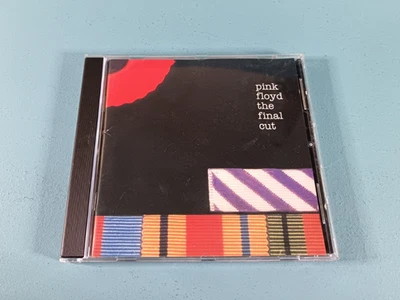 pink
floyd
the
final
cut